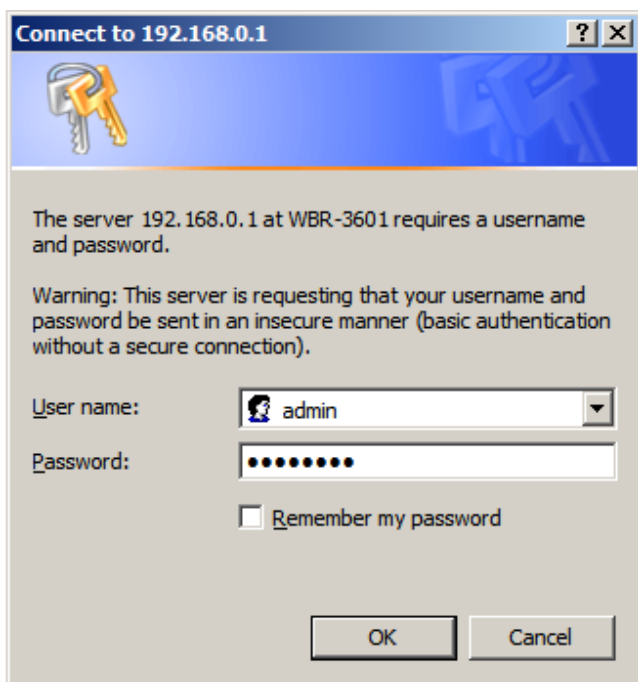 Connect to 192.168.0.1
The server 192.168.0.1 at WBR-3601 requires a username
and password.
Warning: This server is requesting that your username and
password be sent in an insecure manner (basic authentication
without a secure connection).
User name: admin
Password: ●●●●●●●●
Remember my password
OK Cancel